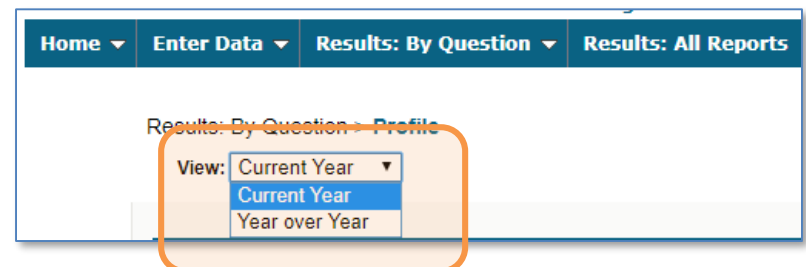 Home Enter Data Results: By Question Results: All Reports
Results: By Question > Profile
View: Current Year
Current Year
Year over Year